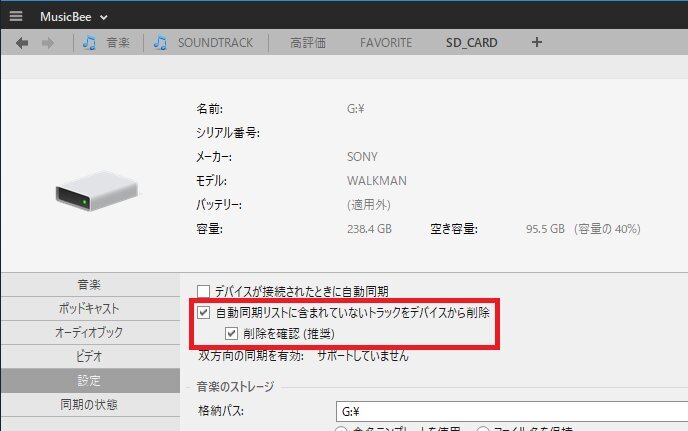 MusicBee
音楽 SOUNDTRACK 高評価 FAVORITE SD_CARD +
名前: G:¥
シリアル番号:
メーカー: SONY
モデル: WALKMAN
バッテリー: (適用外)
容量: 238.4 GB 空き容量: 95.5 GB (容量の 40%)
音楽
ポッドキャスト
オーディオブック
ビデオ
設定
同期の状態
デバイスが接続されたときに自動同期
自動同期リストに含まれていないトラックをデバイスから削除
削除を確認 (推奨)
双方向の同期を有効: サポートしていません
音楽のストレージ
格納パス: G:¥